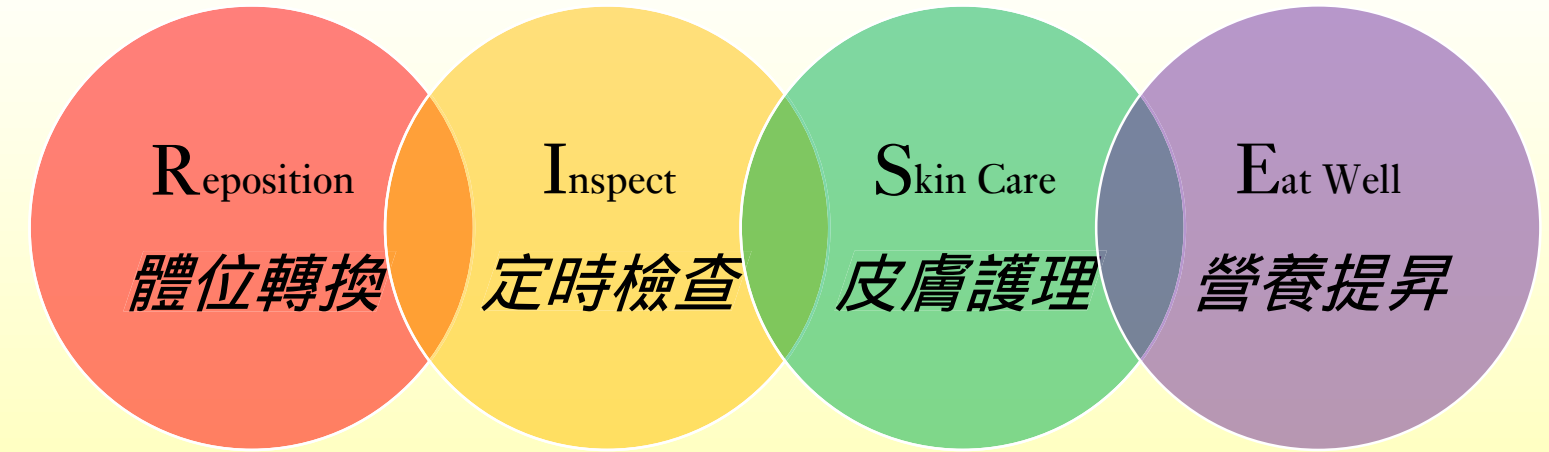 Reposition
體位轉換
Inspect
定時檢查
Skin Care
皮膚護理
Eat Well
營養提昇